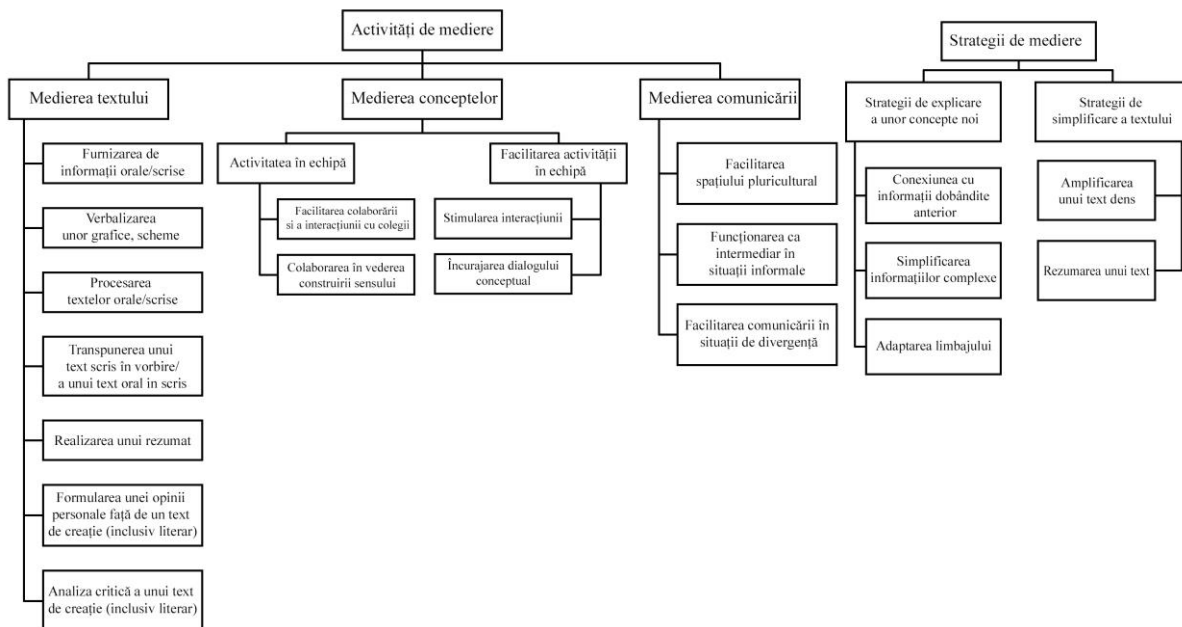 Activități de mediere
Medierea textului
Furnizarea de
informații orale/scrise
Verbalizarea
unor grafice, scheme
Procesarea
textelor orale/scrise
Transpunerea unui
text scris în vorbire/
a unui text oral in scris
Realizarea unui rezumat
Formularea unei opinii
personale față de un text
de creație (inclusiv literar)
Analiza critică a unui text
de creație (inclusiv literar)
Medierea conceptelor
Activitatea în echipă
Facilitarea colaborării
si a interacțiunii cu colegii
Colaborarea în vederea
construirii sensului
Facilitarea activității
în echipă
Stimularea interacțiunii
Încurajarea dialogului
conceptual
Medierea comunicării
Facilitarea
spațiului pluricultural
Funcționarea ca
intermediar în
situații informale
Facilitarea comunicării în
situații de divergență
Strategii de mediere
Strategii de explicare
a unor concepte noi
Conexiunea cu
informații dobândite
anterior
Simplificarea
informațiilor complexe
Adaptarea limbajului
Strategii de
simplificare a textului
Amplificarea
unui text dens
Rezumarea unui text